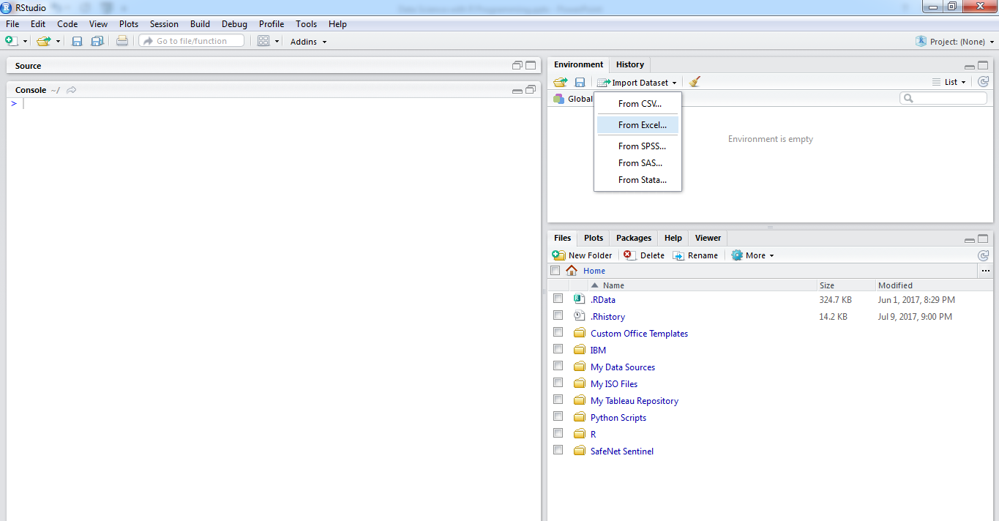 RStudio
File Edit Code View Plots Session Build Debug Profile Tools Help
Go to file/function Addins Project: (None)
Source
Console ~/
>
Environment History
Import Dataset List
Global
From CSV...
From Excel...
From SPSS...
From SAS...
From Stata...
Environment is empty
Files Plots Packages Help Viewer
New Folder Delete Rename More
Home ...
Name Size Modified
.RData 324.7 KB Jun 1, 2017, 8:29 PM
.Rhistory 14.2 KB Jul 9, 2017, 9:00 PM
Custom Office Templates
IBM
My Data Sources
My ISO Files
My Tableau Repository
Python Scripts
R
SafeNet Sentinel